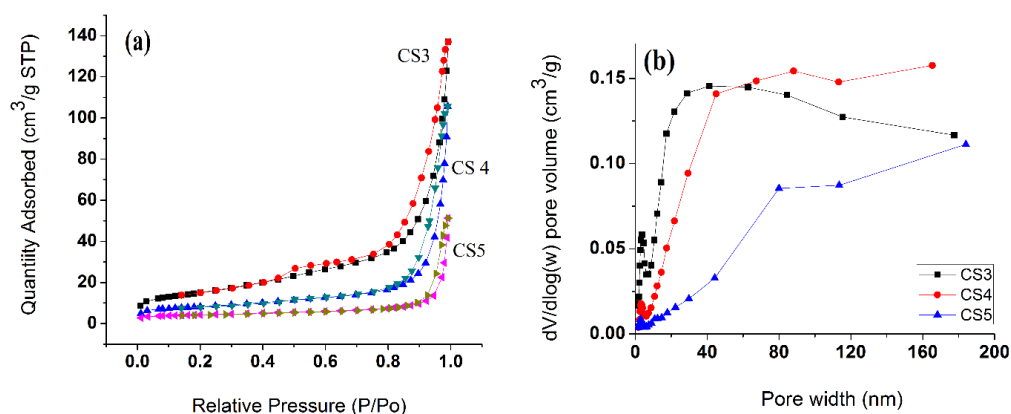 (a)
CS3
CS 4
CS5
Quantity Adsorbed (cm³/g STP)
140
120
100
80
60
40
20
0
0.0 0.2 0.4 0.6 0.8 1.0
Relative Pressure (P/Po)
(b)
dV/dlog(w) pore volume (cm³/g)
0.15
0.10
0.05
0.00
CS3
CS4
CS5
0 40 80 120 160 200
Pore width (nm)